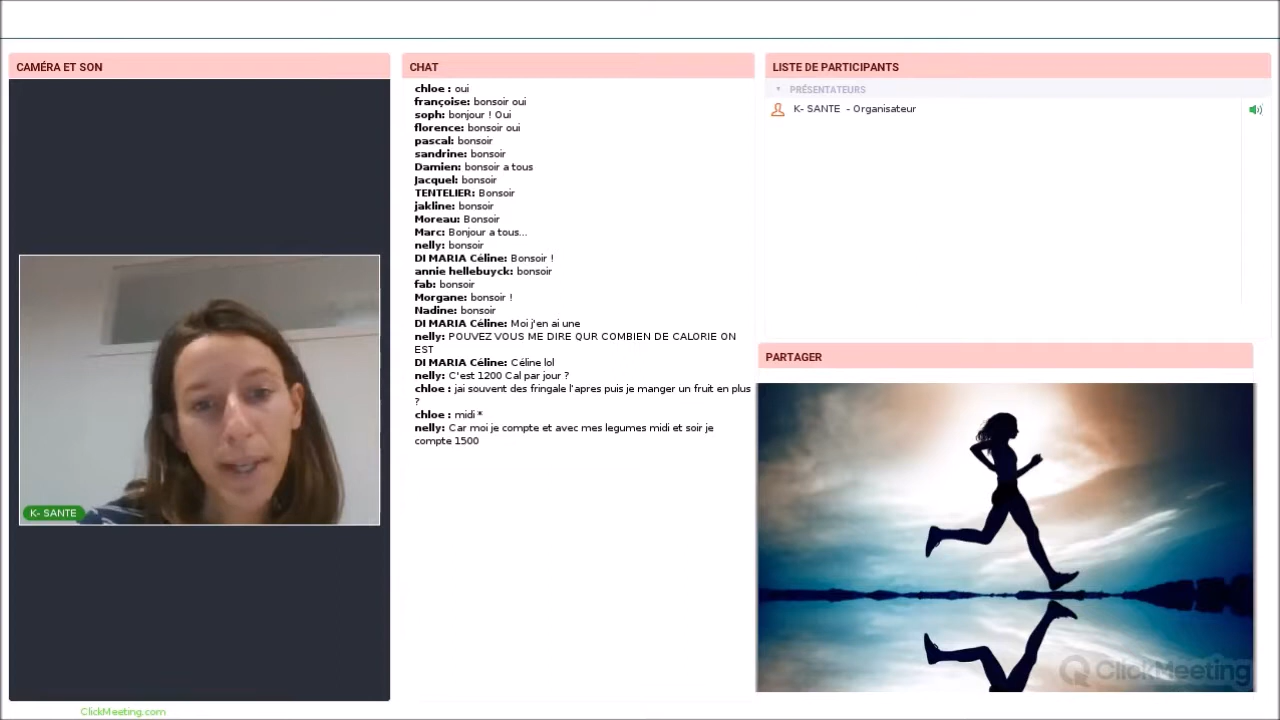 CAMÉRA ET SON
K- SANTE
CHAT
chloe : oui
françoise: bonsoir oui
soph: bonjour ! Oui
florence: bonsoir oui
pascal: bonsoir
sandrine: bonsoir
Damien: bonsoir a tous
Jacquel: bonsoir
TENTELIER: Bonsoir
jakline: bonsoir
Moreau: Bonsoir
Marc: Bonjour a tous...
nelly: bonsoir
DI MARIA Céline: Bonsoir !
annie hellebuyck: bonsoir
fab: bonsoir
Morgane: bonsoir !
Nadine: bonsoir
DI MARIA Céline: Moi j'en ai une
nelly: POUVEZ VOUS ME DIRE QUR COMBIEN DE CALORIE ON
EST
DI MARIA Céline: Céline lol
nelly: C'est 1200 Cal par jour ?
chloe : jai souvent des fringale l'apres puis je manger un fruit en plus
?
chloe : midi *
nelly: Car moi je compte et avec mes legumes midi et soir je
compte 1500
LISTE DE PARTICIPANTS
PRÉSENTATEURS
K- SANTE - Organisateur
PARTAGER
ClickMeeting
ClickMeeting.com